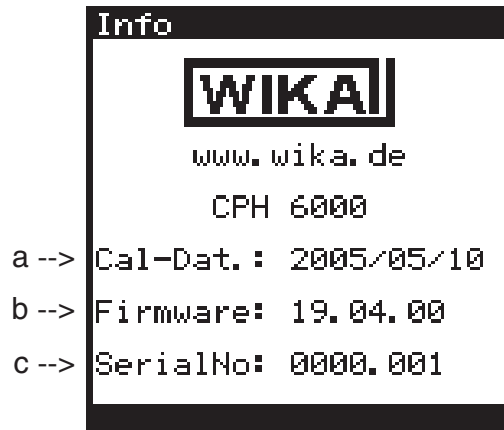 Info
WIKA
www.wika.de
CPH 6000
a --> Cal-Dat.: 2005/05/10
b --> Firmware: 19.04.00
c --> SerialNo: 0000.001